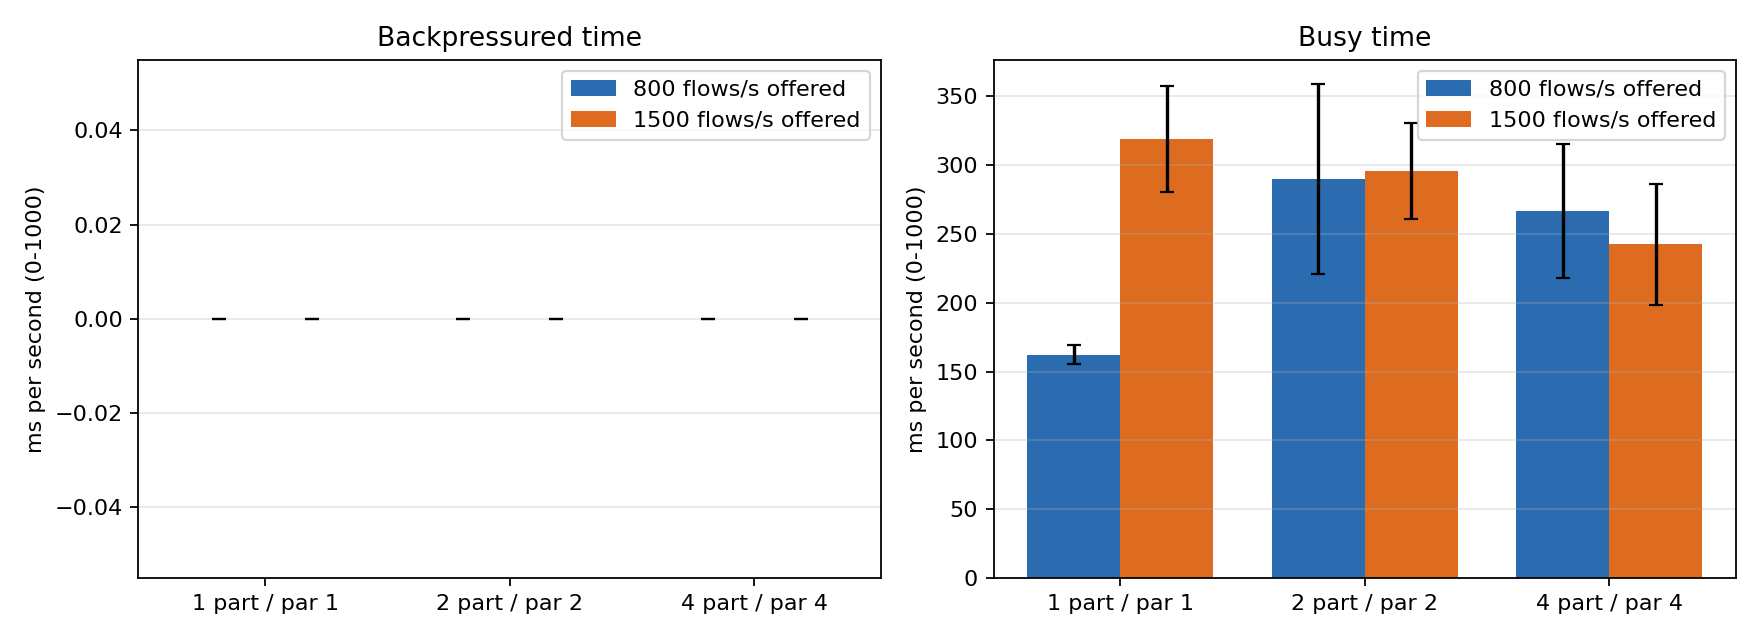 Backpressured time
800 flows/s offered
1500 flows/s offered
ms per second (0-1000)
0.04
0.02
0.00
−0.02
−0.04
1 part / par 1
2 part / par 2
4 part / par 4
Busy time
800 flows/s offered
1500 flows/s offered
ms per second (0-1000)
350
300
250
200
150
100
50
0
1 part / par 1
2 part / par 2
4 part / par 4